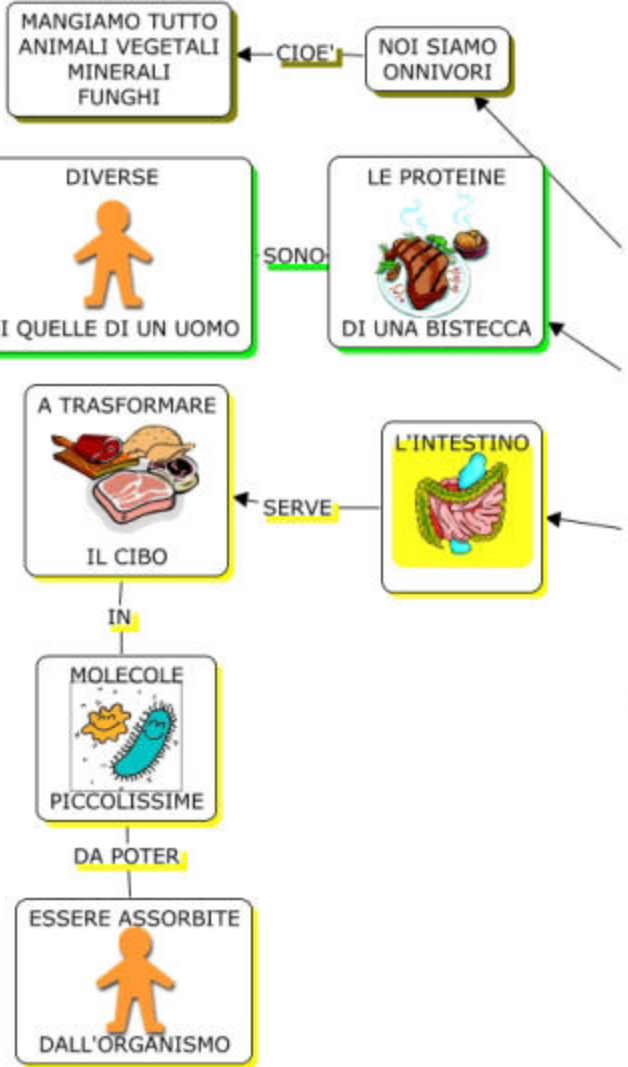 MANGIAMO TUTTO
ANIMALI VEGETALI
MINERALI
FUNGHI
CIOE'
NOI SIAMO
ONNIVORI
DIVERSE
I QUELLE DI UN UOMO
SONO
LE PROTEINE
DI UNA BISTECCA
A TRASFORMARE
IL CIBO
SERVE
L'INTESTINO
IN
MOLECOLE
PICCOLISSIME
DA POTER
ESSERE ASSORBITE
DALL'ORGANISMO